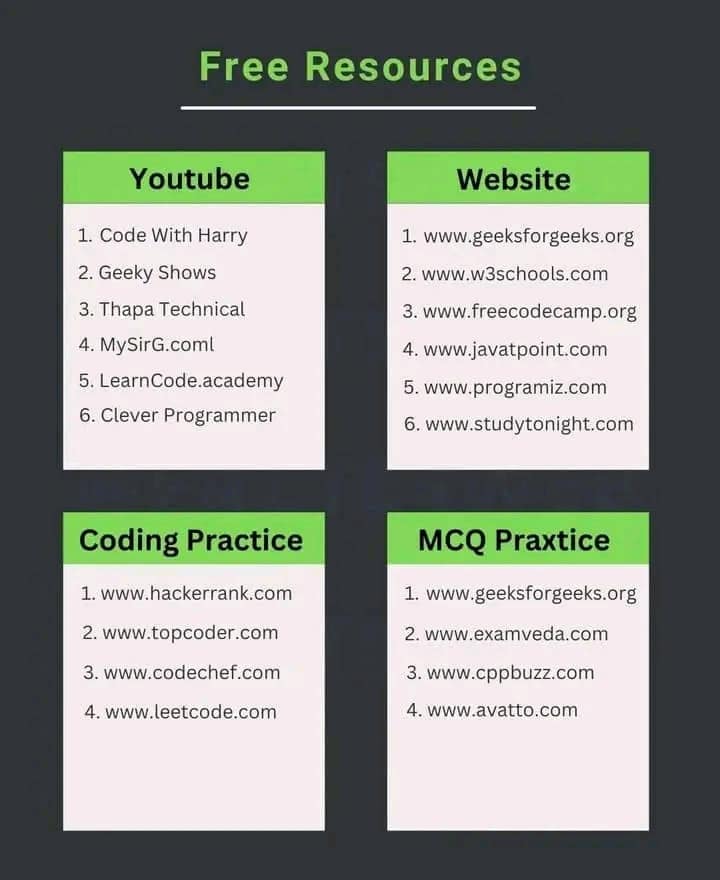 Free Resources
Youtube
1. Code With Harry
2. Geeky Shows
3. Thapa Technical
4. MySirG.coml
5. LearnCode.academy
6. Clever Programmer
Website
1. www.geeksforgeeks.org
2. www.w3schools.com
3. www.freecodecamp.org
4. www.javatpoint.com
5. www.programiz.com
6. www.studytonight.com
Coding Practice
1. www.hackerrank.com
2. www.topcoder.com
3. www.codechef.com
4. www.leetcode.com
MCQ Praxtice
1. www.geeksforgeeks.org
2. www.examveda.com
3. www.cppbuzz.com
4. www.avatto.com